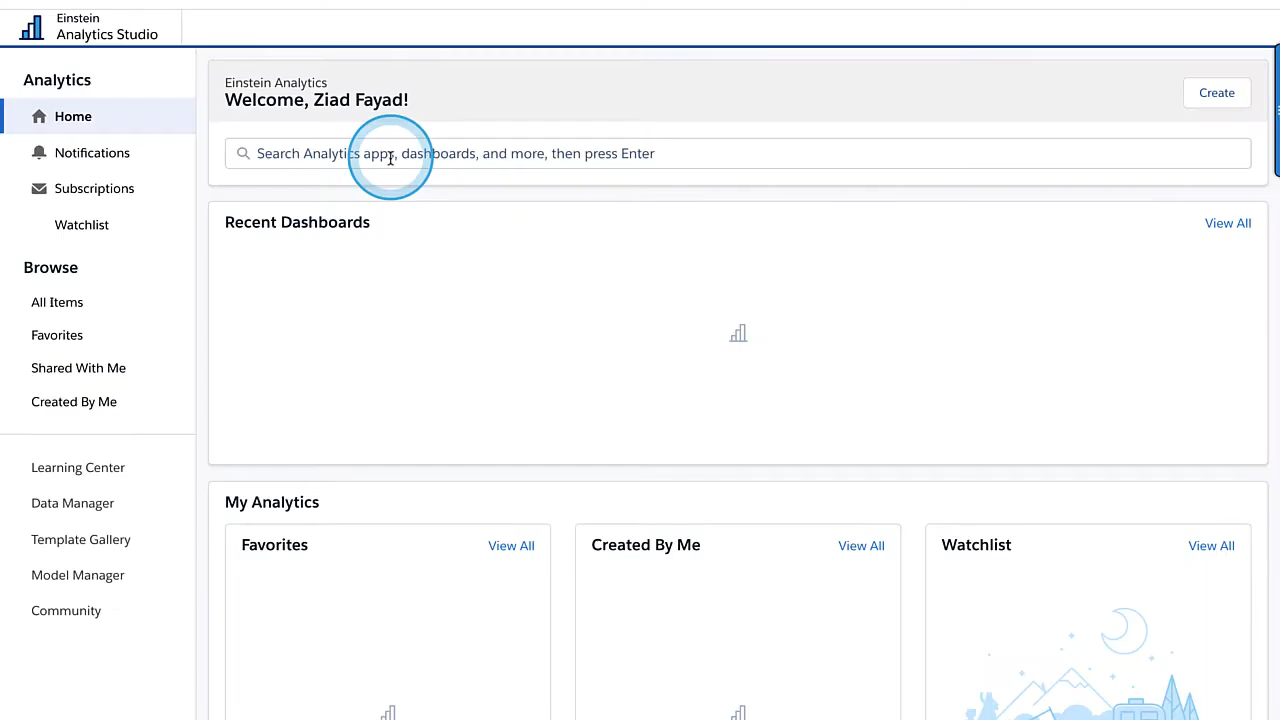 Einstein
Analytics Studio
Analytics
Home
Notifications
Subscriptions
Watchlist
Browse
All Items
Favorites
Shared With Me
Created By Me
Learning Center
Data Manager
Template Gallery
Model Manager
Community
Einstein Analytics
Welcome, Ziad Fayad!
Create
Search Analytics apps, dashboards, and more, then press Enter
Recent Dashboards
View All
My Analytics
Favorites
View All
Created By Me
View All
Watchlist
View All